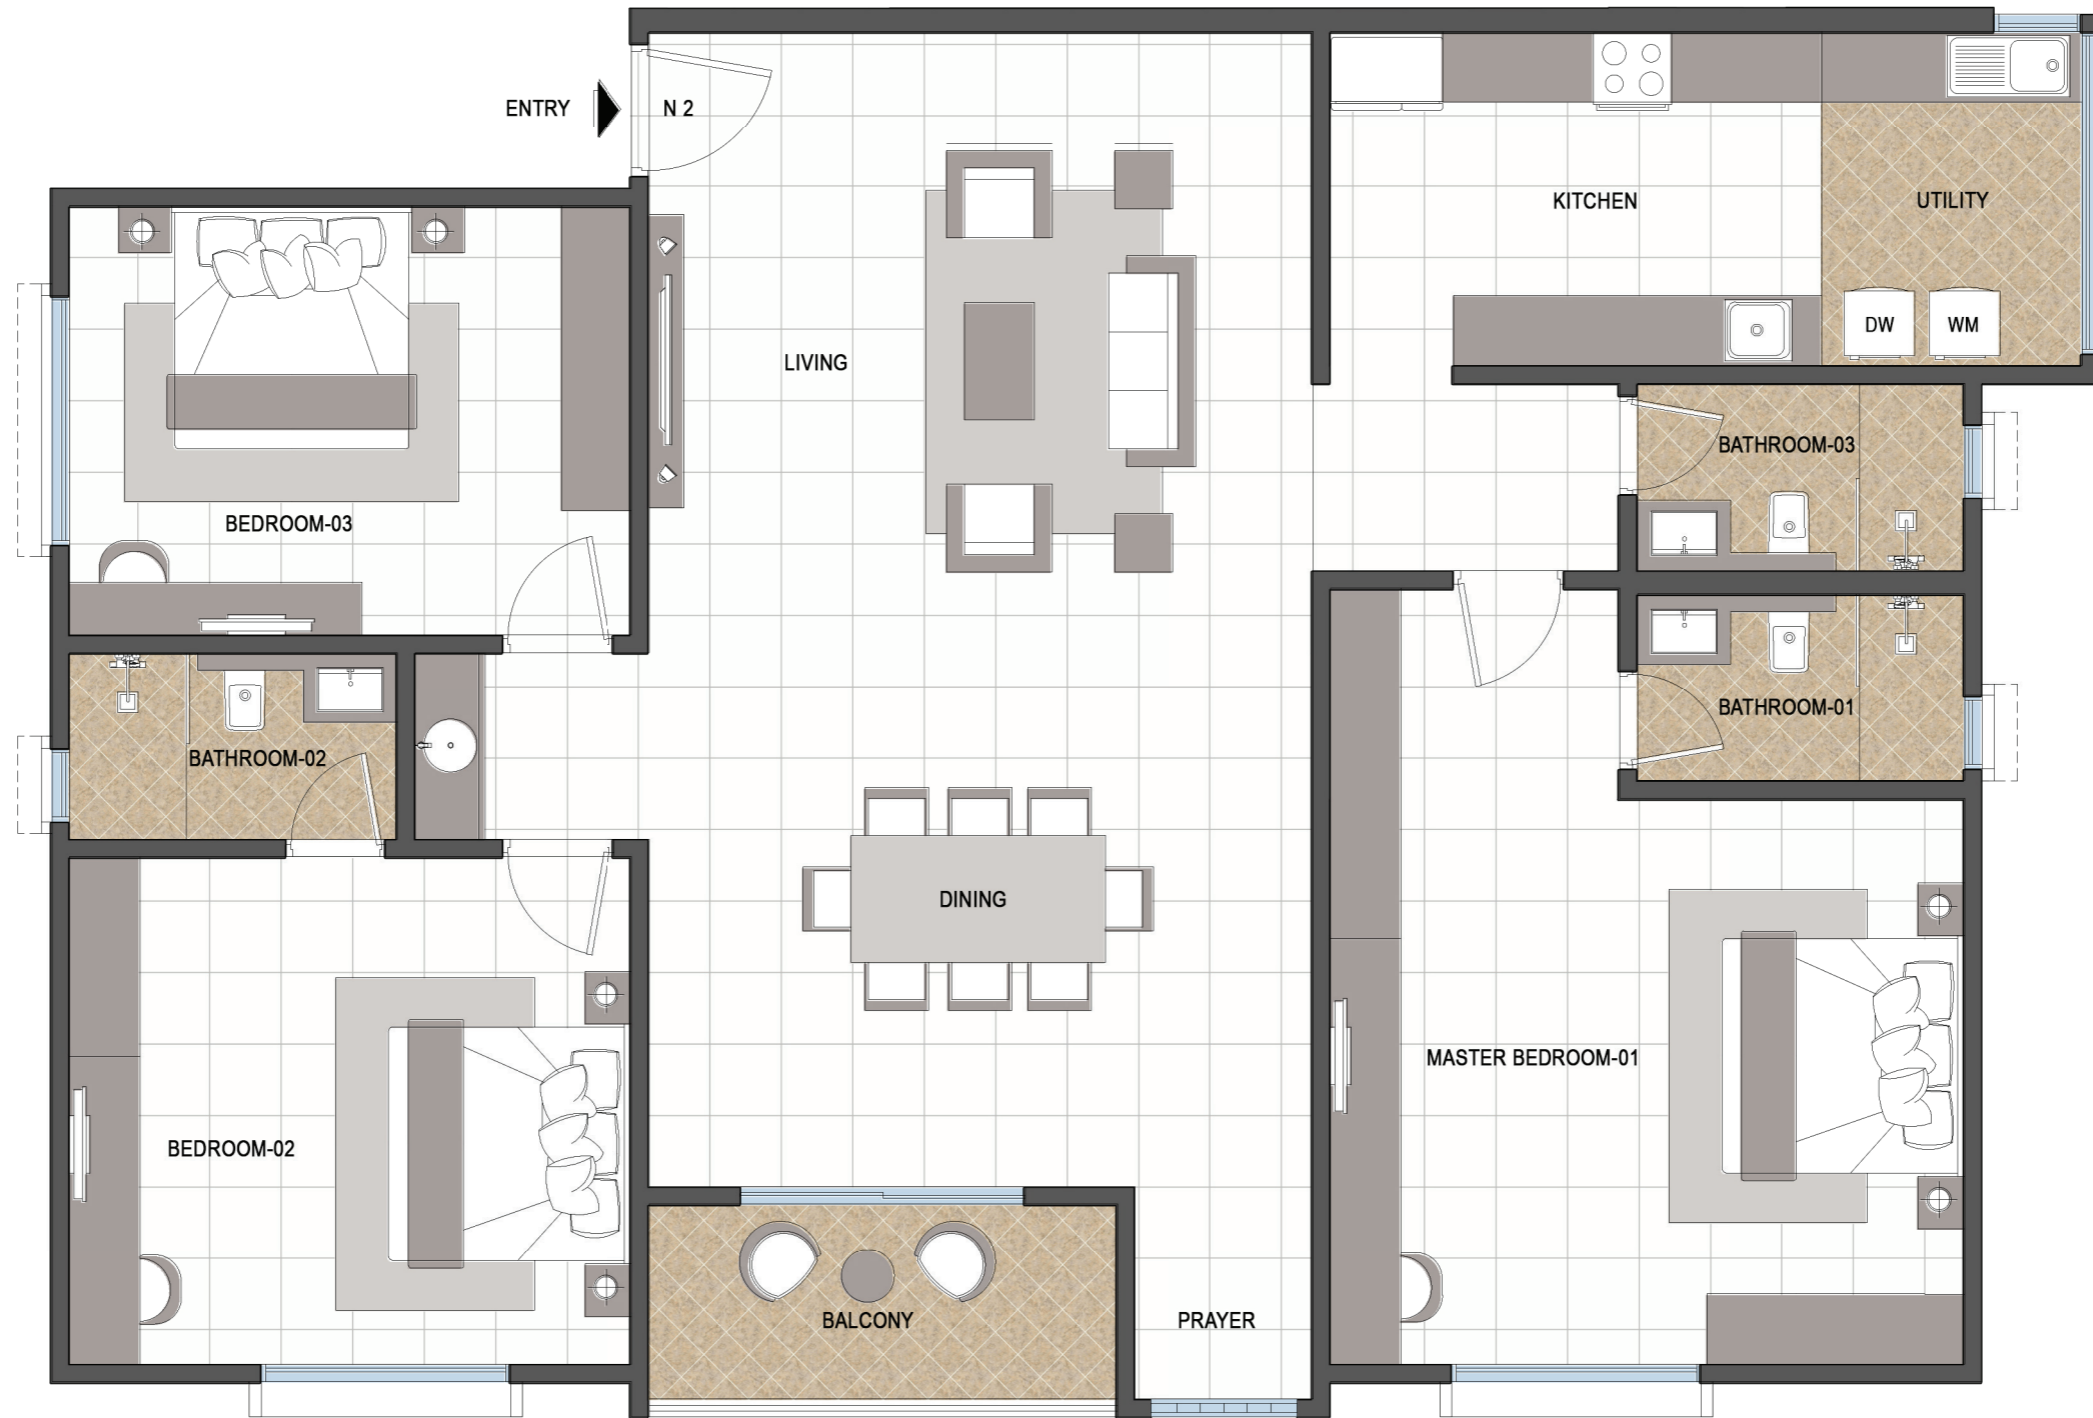 ENTRY
N 2
KITCHEN
UTILITY
DW
WM
LIVING
BATHROOM-03
BEDROOM-03
BATHROOM-01
BATHROOM-02
DINING
MASTER BEDROOM-01
BEDROOM-02
BALCONY
PRAYER